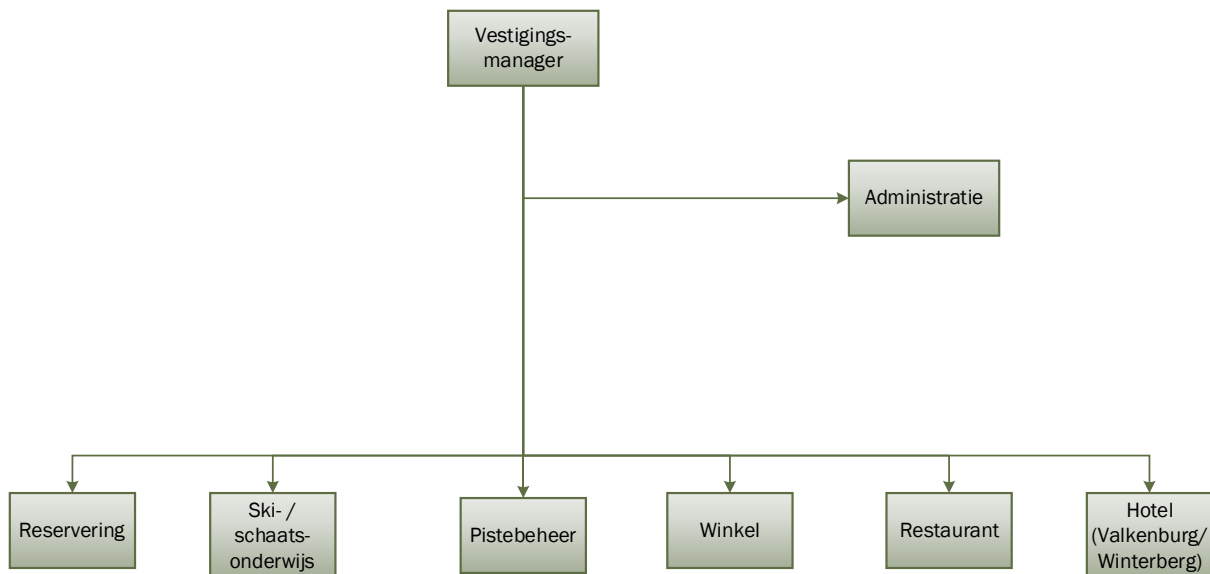 Vestigings-
manager
Administratie
Reservering
Ski- /
schaats-
onderwijs
Pistebeheer
Winkel
Restaurant
Hotel
(Valkenburg/
Winterberg)